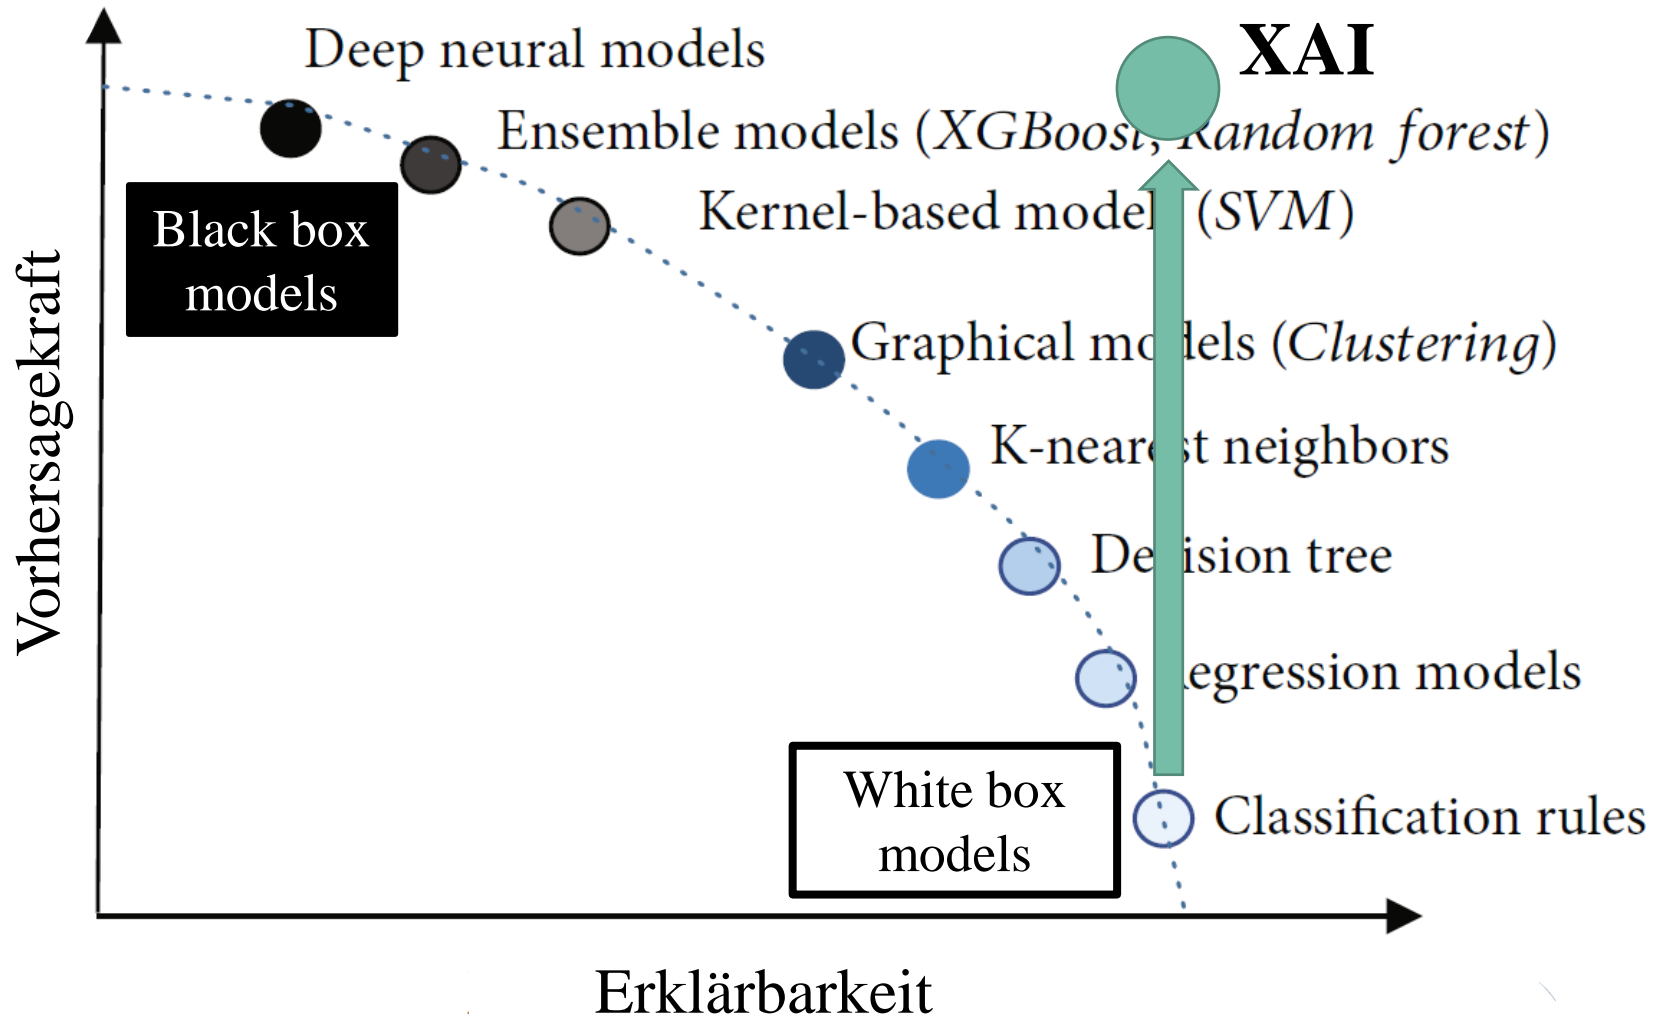 Deep neural models
XAI
Ensemble models (XGBoost, Random forest)
Kernel-based model (SVM)
Black box
models
Graphical models (Clustering)
K-nearest neighbors
Decision tree
Regression models
White box
models
Classification rules
Vorhersagekraft
Erklärbarkeit